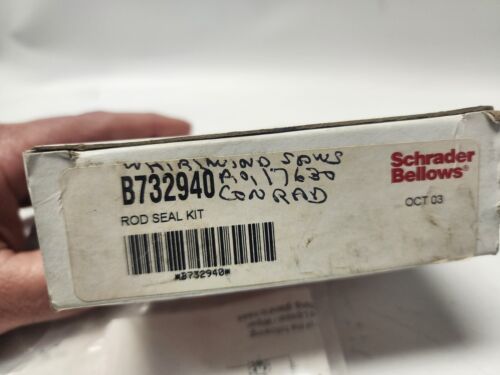 WHIRLWIND SAWS
B732940 P.O. 17630
CONRAD
ROD SEAL KIT
*B732940*
Schrader
Bellows®
OCT 03